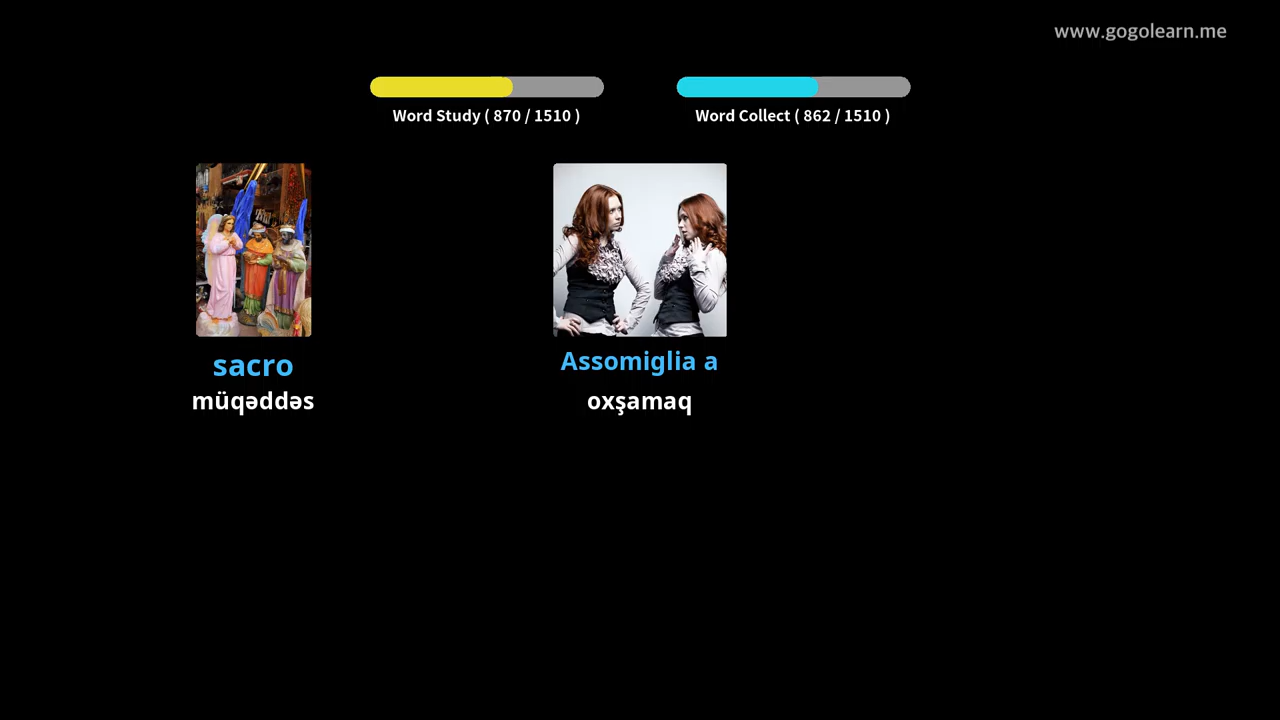 www.gogolearn.me
Word Study ( 870 / 1510 )
Word Collect ( 862 / 1510 )
sacro
müqəddəs
Assomiglia a
oxşamaq